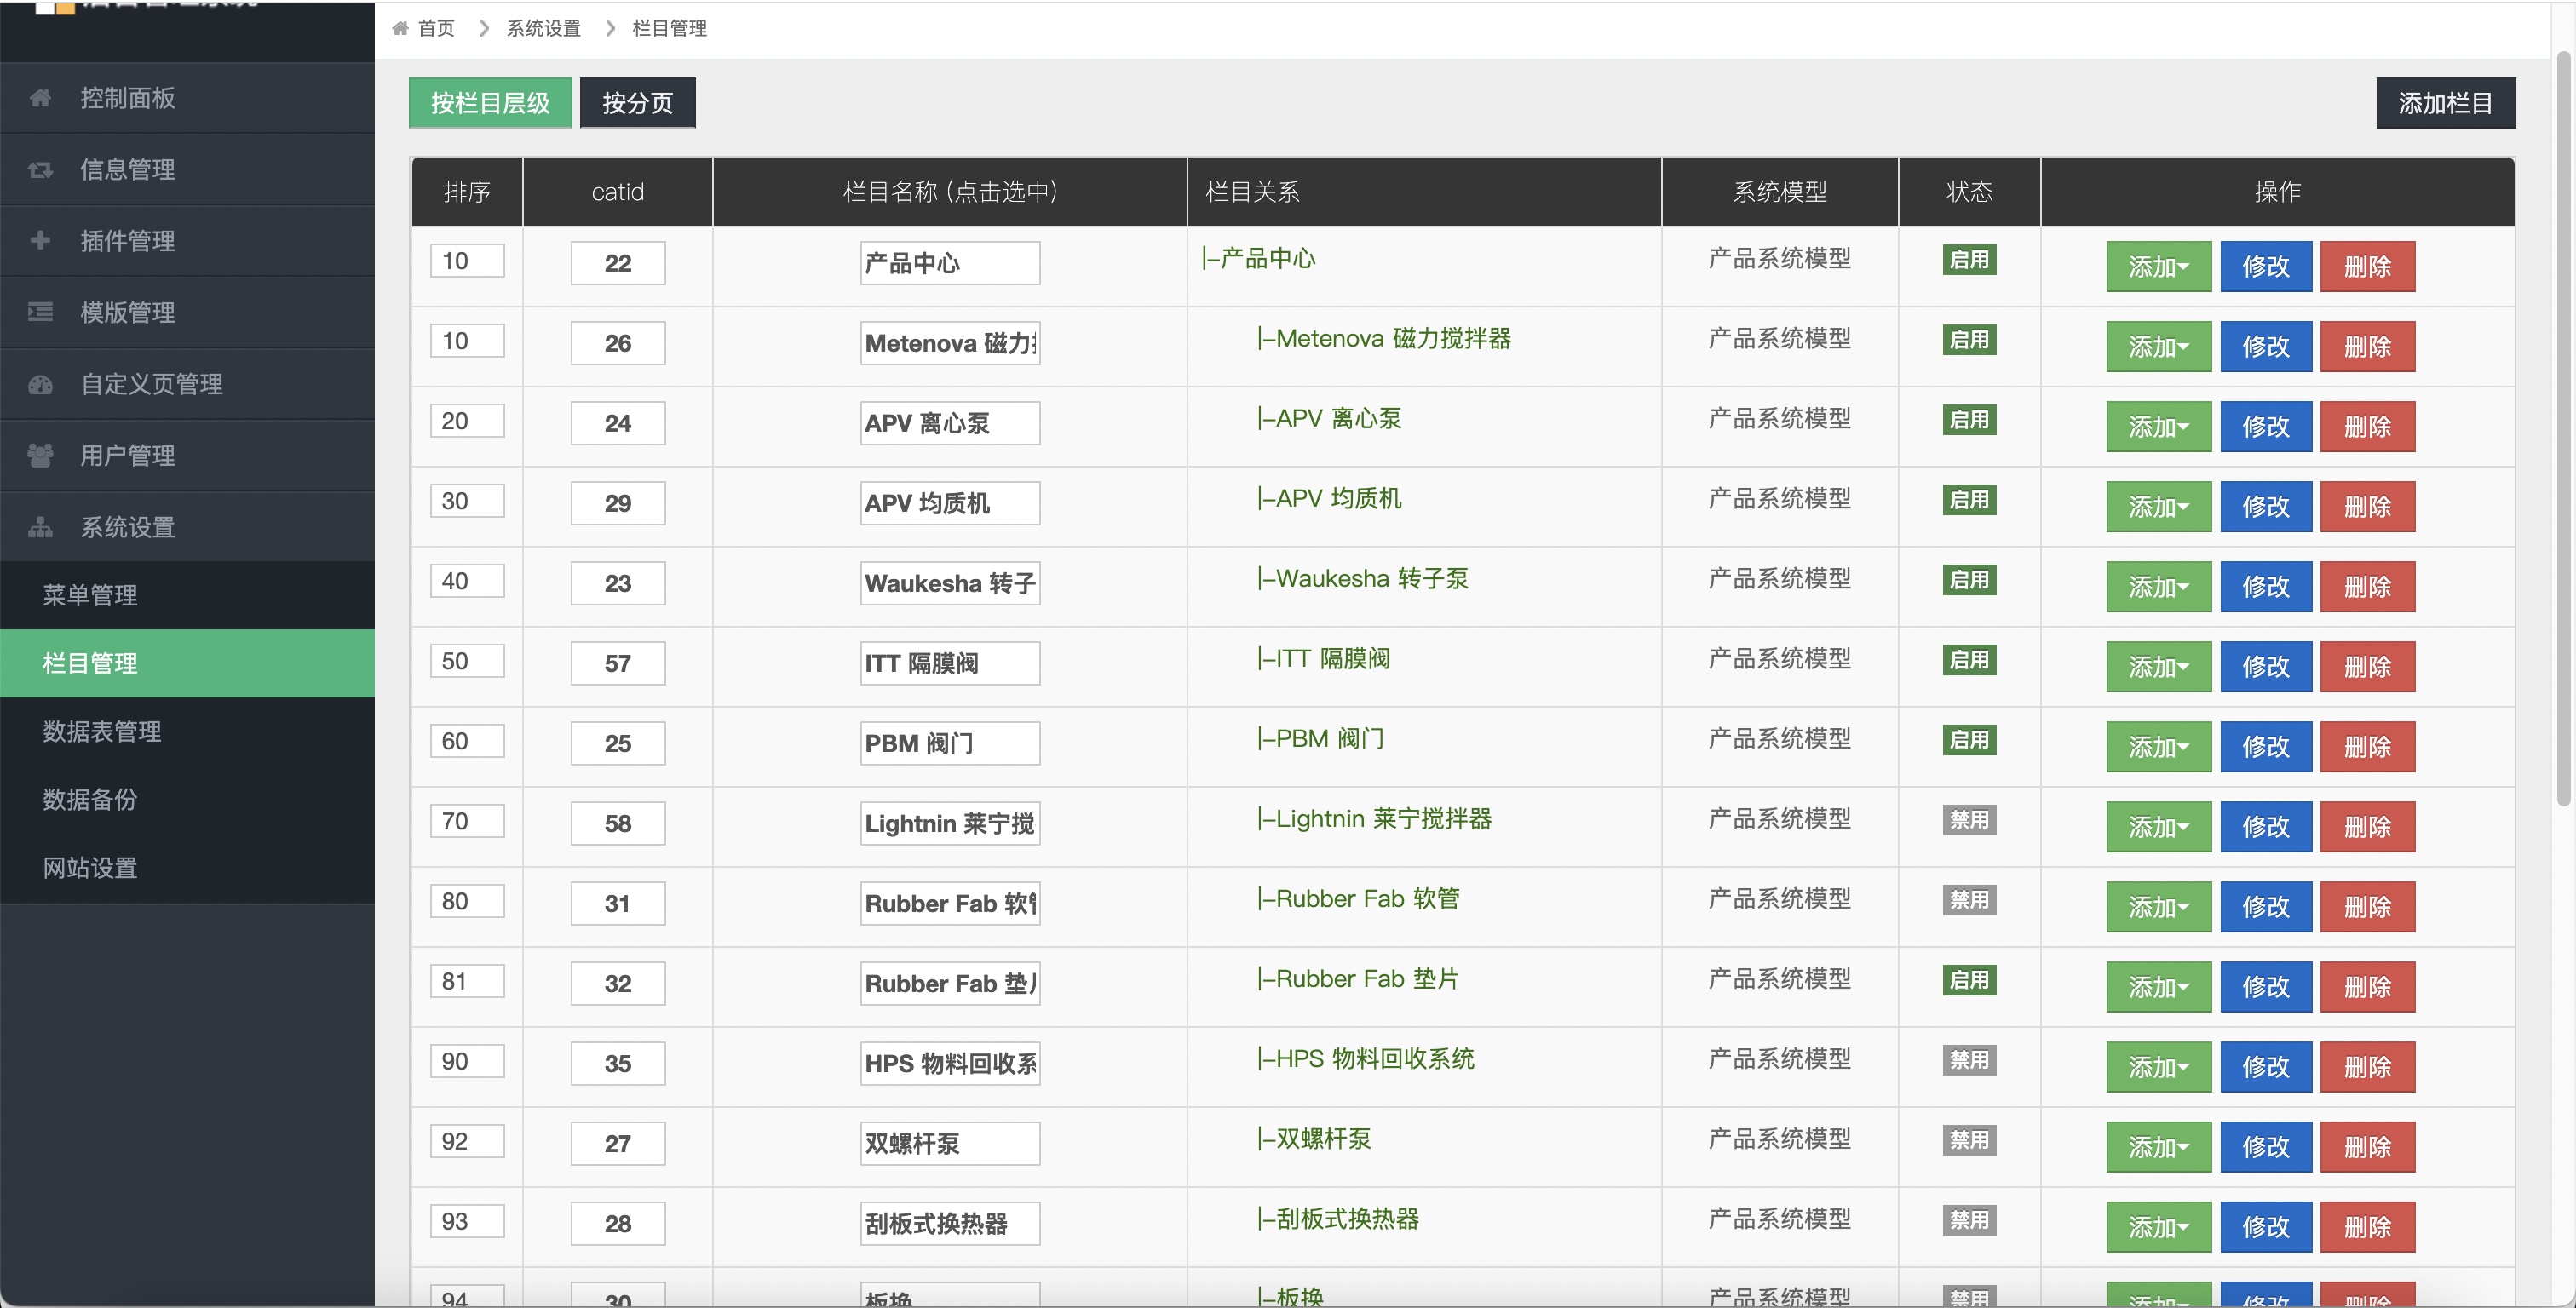 首页 系统设置 栏目管理
控制面板
信息管理
插件管理
模版管理
自定义页管理
用户管理
系统设置
菜单管理
栏目管理
数据表管理
数据备份
网站设置
按栏目层级 按分页 添加栏目
排序 catid 栏目名称 (点击选中) 栏目关系 系统模型 状态 操作
10 22 产品中心 |–产品中心 产品系统模型 启用 添加 修改 删除
10 26 Metenova 磁力 |–Metenova 磁力搅拌器 产品系统模型 启用 添加 修改 删除
20 24 APV 离心泵 |–APV 离心泵 产品系统模型 启用 添加 修改 删除
30 29 APV 均质机 |–APV 均质机 产品系统模型 启用 添加 修改 删除
40 23 Waukesha 转子 |–Waukesha 转子泵 产品系统模型 启用 添加 修改 删除
50 57 ITT 隔膜阀 |–ITT 隔膜阀 产品系统模型 启用 添加 修改 删除
60 25 PBM 阀门 |–PBM 阀门 产品系统模型 启用 添加 修改 删除
70 58 Lightnin 莱宁搅 |–Lightnin 莱宁搅拌器 产品系统模型 禁用 添加 修改 删除
80 31 Rubber Fab 软管 |–Rubber Fab 软管 产品系统模型 禁用 添加 修改 删除
81 32 Rubber Fab 垫片 |–Rubber Fab 垫片 产品系统模型 启用 添加 修改 删除
90 35 HPS 物料回收系 |–HPS 物料回收系统 产品系统模型 禁用 添加 修改 删除
92 27 双螺杆泵 |–双螺杆泵 产品系统模型 禁用 添加 修改 删除
93 28 刮板式换热器 |–刮板式换热器 产品系统模型 禁用 添加 修改 删除
94 30 板换 |–板换 产品系统模型 禁用 添加 修改 删除